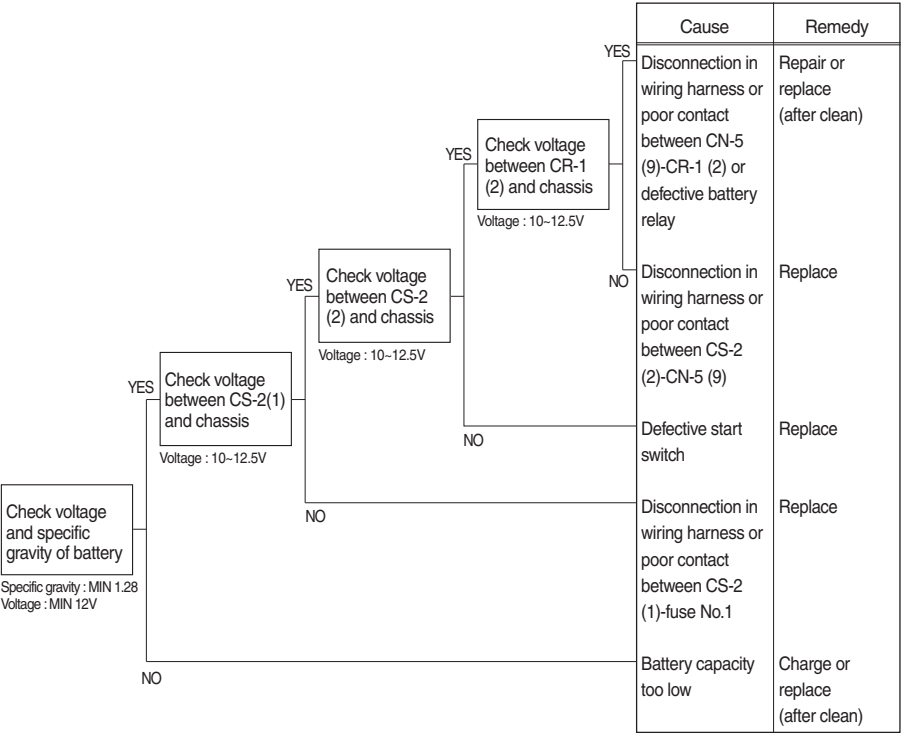 Cause
Remedy
YES
Disconnection in
wiring harness or
poor contact
between CN-5
(9)-CR-1 (2) or
defective battery
relay
Repair or
replace
(after clean)
YES
Check voltage
between CR-1
(2) and chassis
Voltage : 10~12.5V
NO
Disconnection in
wiring harness or
poor contact
between CS-2
(2)-CN-5 (9)
Replace
YES
Check voltage
between CS-2
(2) and chassis
Voltage : 10~12.5V
NO
Defective start
switch
Replace
YES
Check voltage
between CS-2(1)
and chassis
Voltage : 10~12.5V
NO
Disconnection in
wiring harness or
poor contact
between CS-2
(1)-fuse No.1
Replace
Check voltage
and specific
gravity of battery
Specific gravity : MIN 1.28
Voltage : MIN 12V
NO
Battery capacity
too low
Charge or
replace
(after clean)